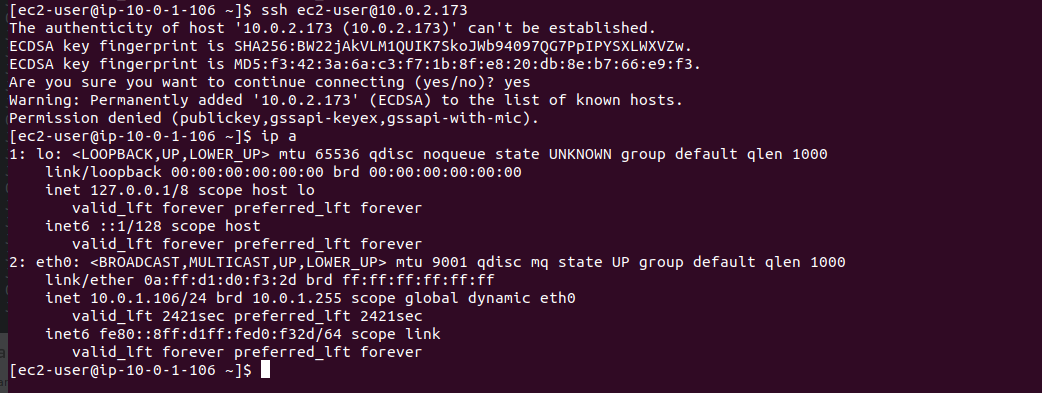 [ec2-user@ip-10-0-1-106 ~]$ ssh ec2-user@10.0.2.173
The authenticity of host '10.0.2.173 (10.0.2.173)' can't be established.
ECDSA key fingerprint is SHA256:BW22jAkVLM1QUIK7SkoJWb94097QG7PpIPYSXLWXVZw.
ECDSA key fingerprint is MD5:f3:42:3a:6a:c3:f7:1b:8f:e8:20:db:8e:b7:66:e9:f3.
Are you sure you want to continue connecting (yes/no)? yes
Warning: Permanently added '10.0.2.173' (ECDSA) to the list of known hosts.
Permission denied (publickey,gssapi-keyex,gssapi-with-mic).
[ec2-user@ip-10-0-1-106 ~]$ ip a
1: lo: <LOOPBACK,UP,LOWER_UP> mtu 65536 qdisc noqueue state UNKNOWN group default qlen 1000
    link/loopback 00:00:00:00:00:00 brd 00:00:00:00:00:00
    inet 127.0.0.1/8 scope host lo
       valid_lft forever preferred_lft forever
    inet6 ::1/128 scope host
       valid_lft forever preferred_lft forever
2: eth0: <BROADCAST,MULTICAST,UP,LOWER_UP> mtu 9001 qdisc mq state UP group default qlen 1000
    link/ether 0a:ff:d1:d0:f3:2d brd ff:ff:ff:ff:ff:ff
    inet 10.0.1.106/24 brd 10.0.1.255 scope global dynamic eth0
       valid_lft 2421sec preferred_lft 2421sec
    inet6 fe80::8ff:d1ff:fed0:f32d/64 scope link
       valid_lft forever preferred_lft forever
[ec2-user@ip-10-0-1-106 ~]$